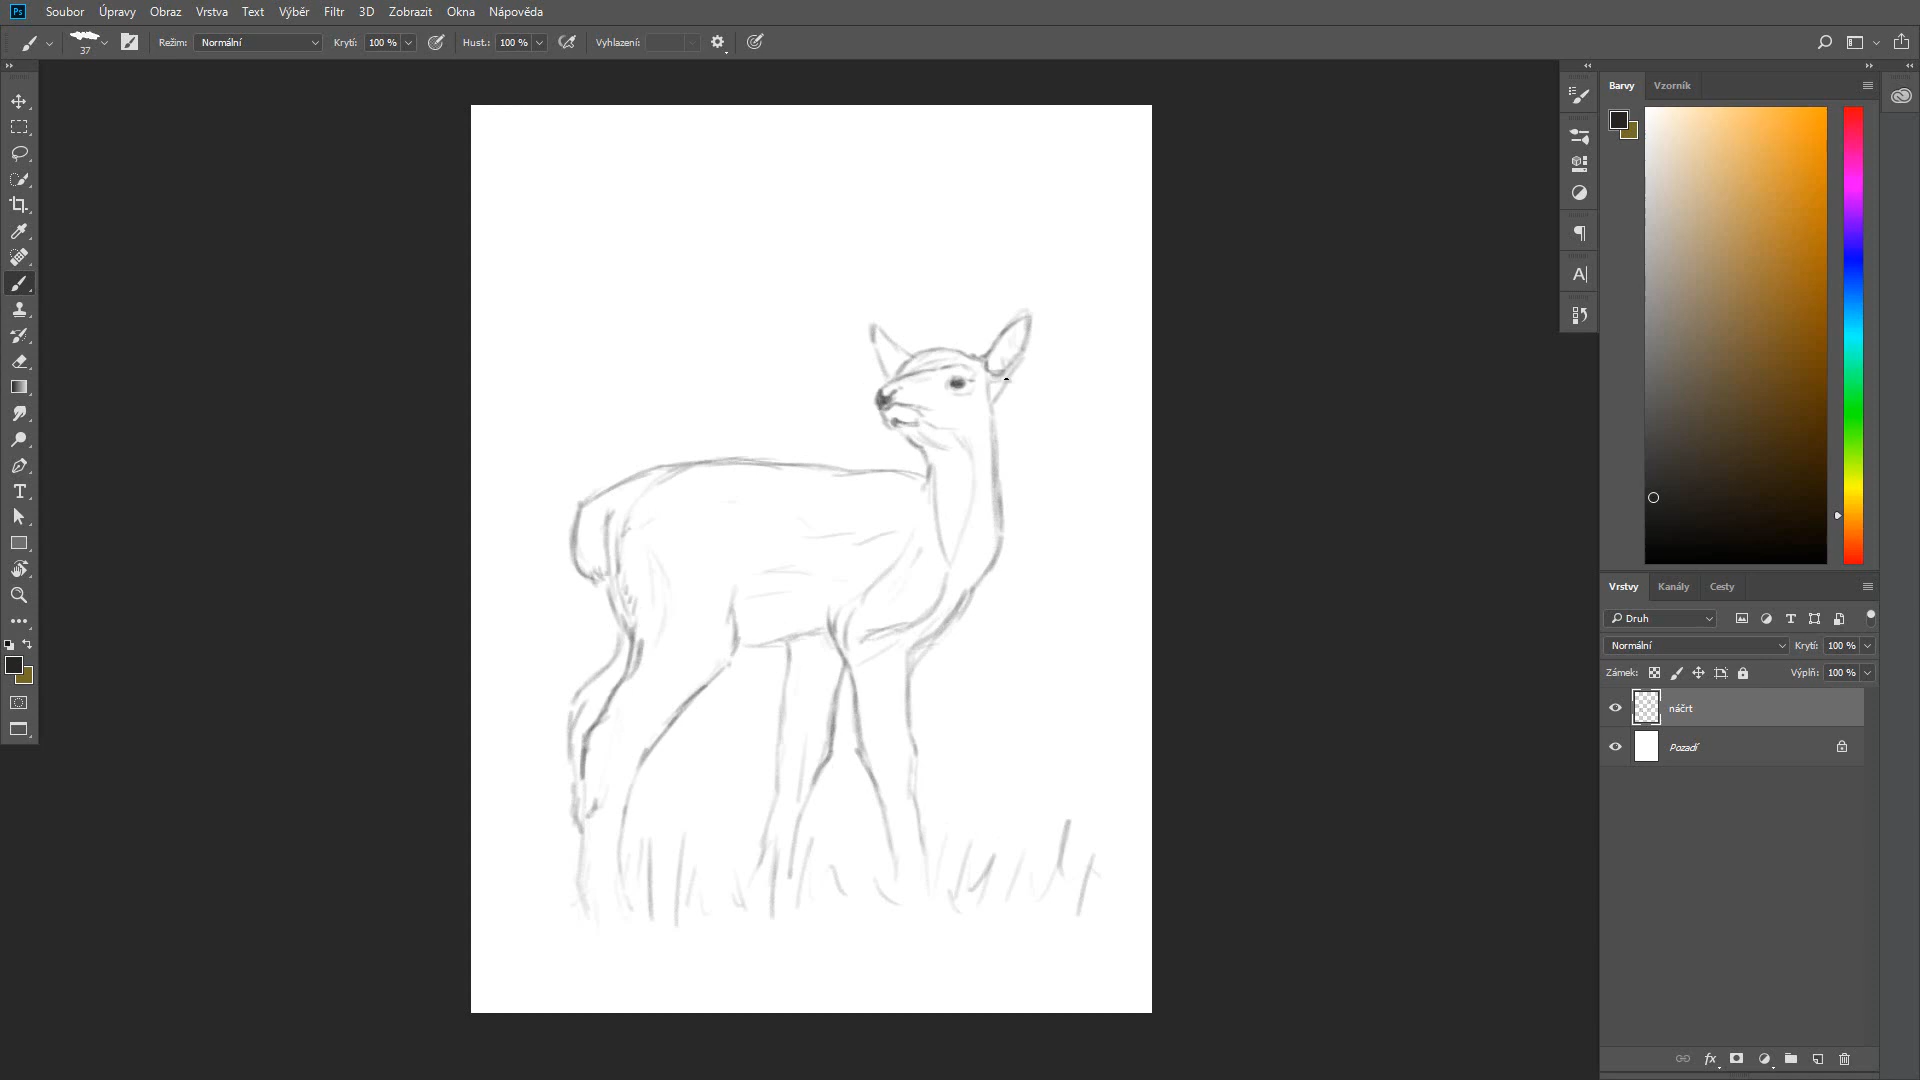 Ps Soubor Úpravy Obraz Vrstva Text Výběr Filtr 3D Zobrazit Okna Nápověda
37 Režim: Normální Krytí: 100 % Hust.: 100 % Vyhlazení:
Barvy Vzorník
Vrstvy Kanály Cesty
Druh
Normální Krytí: 100 %
Zámek: Výplň: 100 %
náčrt
Pozadí